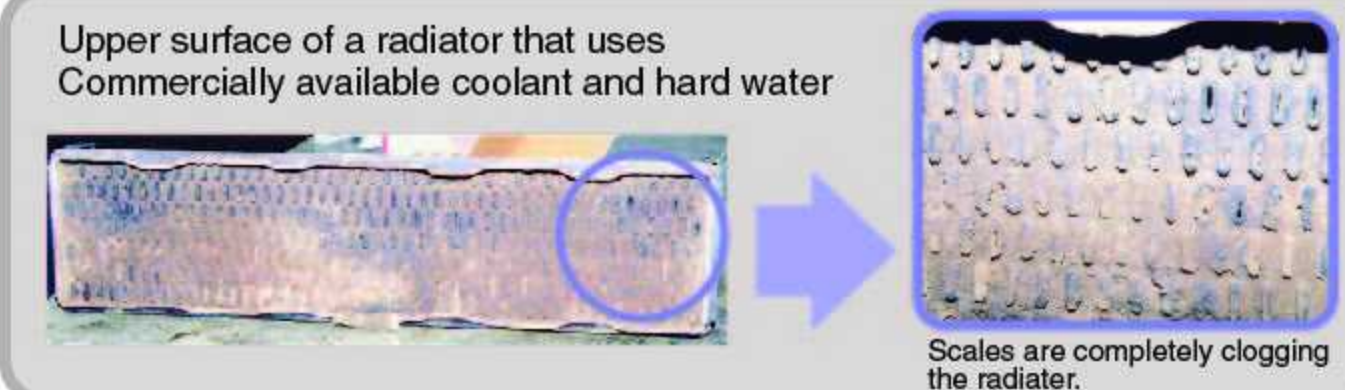 Upper surface of a radiator that uses
Commercially available coolant and hard water
Scales are completely clogging
the radiater.